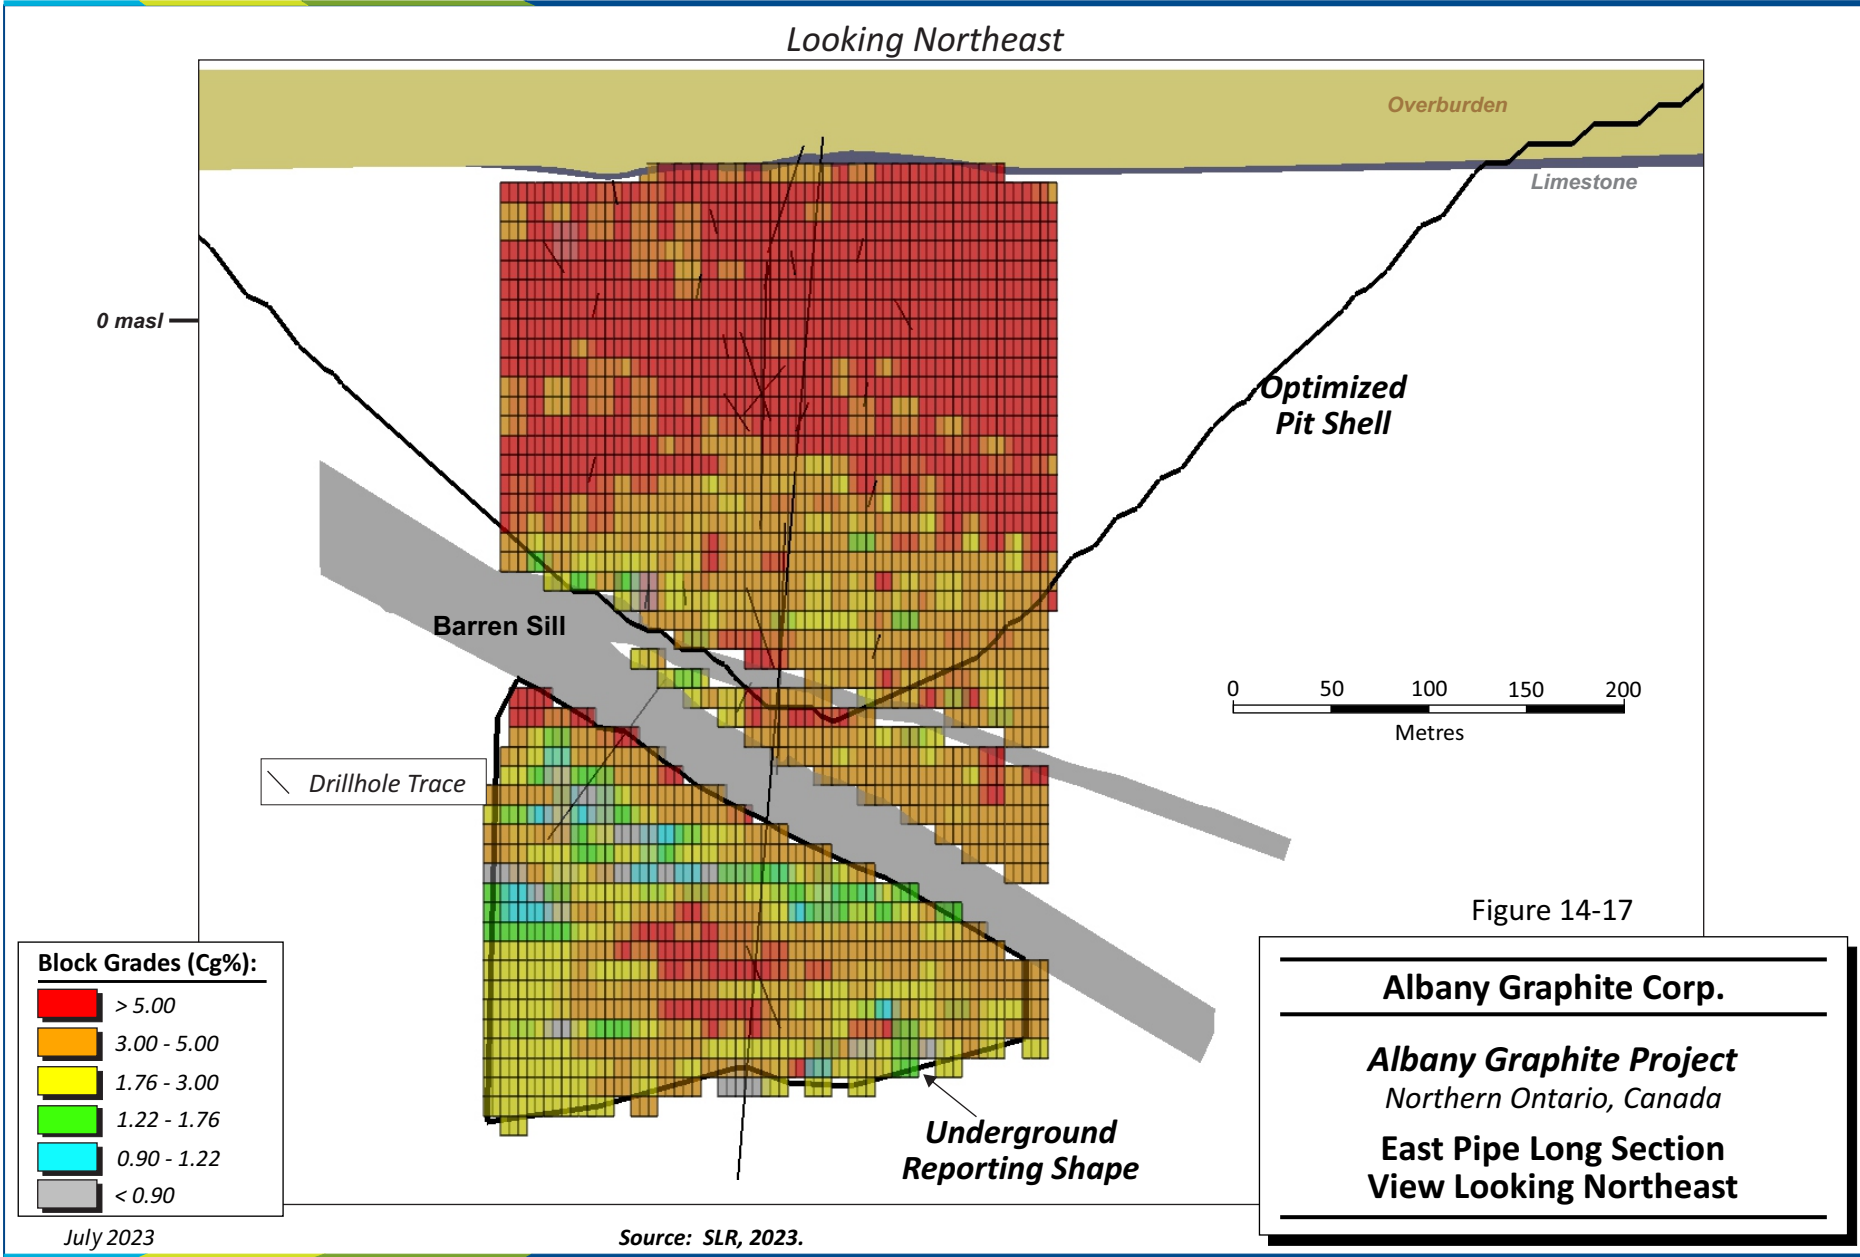 Looking Northeast
Overburden
Limestone
0 masl
Optimized
Pit Shell
Barren Sill
0 50 100 150 200
Metres
Drillhole Trace
Figure 14-17
Block Grades (Cg%):
> 5.00
3.00 - 5.00
1.76 - 3.00
1.22 - 1.76
0.90 - 1.22
< 0.90
Albany Graphite Corp.
Albany Graphite Project
Northern Ontario, Canada
East Pipe Long Section
View Looking Northeast
Underground
Reporting Shape
July 2023
Source: SLR, 2023.